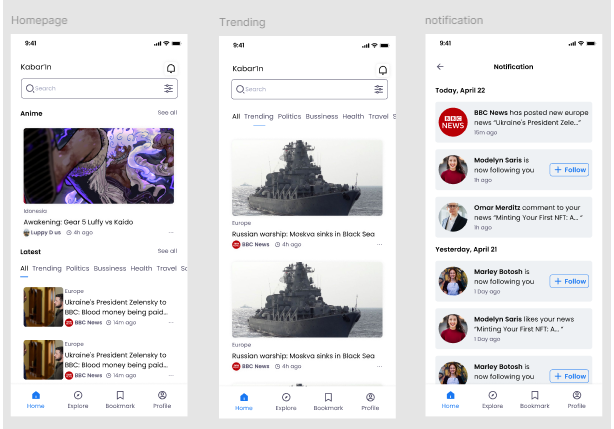 Homepage
9:41
Kabar'in
Search
Anime
See all
Idonesia
Awakening: Gear 5 Luffy vs Kaido
Luppy D us 4h ago
Latest
See all
All Trending Politics Bussiness Health Travel Sc
Europe
Ukraine's President Zelensky to
BBC: Blood money being paid...
BBC News 14m ago
Europe
Ukraine's President Zelensky to
BBC: Blood money being paid...
BBC News 14m ago
Home Explore Bookmark Profile
Trending
9:41
Kabar'in
Search
All Trending Politics Bussiness Health Travel S
Europe
Russian warship: Moskva sinks in Black Sea
BBC News 4h ago
Europe
Russian warship: Moskva sinks in Black Sea
BBC News 4h ago
Home Explore Bookmark Profile
notification
9:41
Notification
Today, April 22
BBC
NEWS
BBC News has posted new europe
news "Ukraine's President Zele..."
15m ago
Modelyn Saris is
now following you
1h ago
+ Follow
Omar Merditz comment to your
news "Minting Your First NFT: A... "
1h ago
Yesterday, April 21
Marley Botosh is
now following you
1 Day ago
+ Follow
Modelyn Saris likes your news
"Minting Your First NFT: A... "
1 Day ago
Marley Botosh is
now following you
+ Follow
Home Explore Bookmark Profile